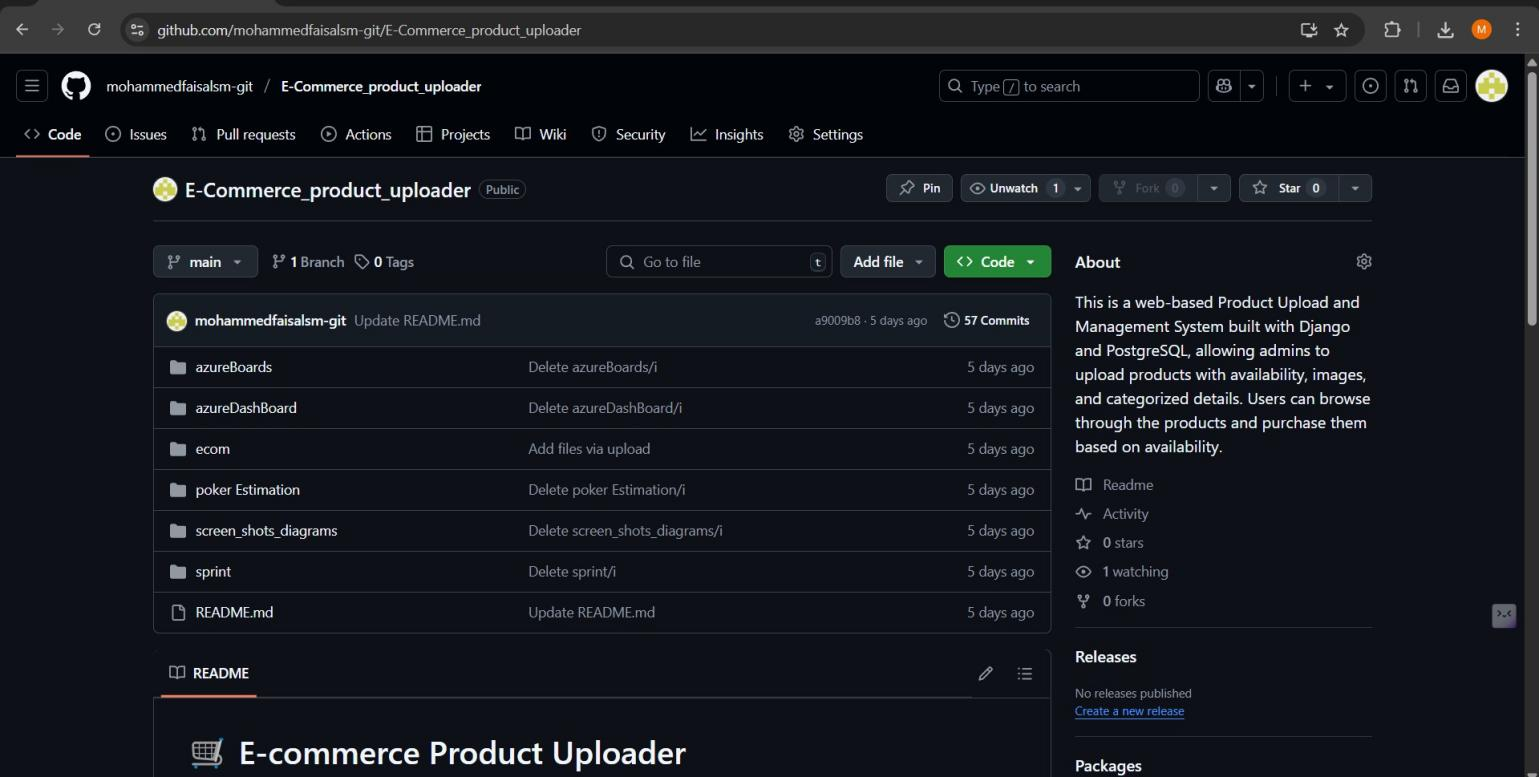 github.com/mohammedfaisalsm-git/E-Commerce_product_uploader
M
mohammedfaisalsm-git / E-Commerce_product_uploader
Type / to search
Code Issues Pull requests Actions Projects Wiki Security Insights Settings
E-Commerce_product_uploader Public
Pin Unwatch 1 Fork 0 Star 0
main 1 Branch 0 Tags Go to file t Add file Code
mohammedfaisalsm-git Update README.md a9009b8 · 5 days ago 57 Commits
azureBoards Delete azureBoards/i 5 days ago
azureDashBoard Delete azureDashBoard/i 5 days ago
ecom Add files via upload 5 days ago
poker Estimation Delete poker Estimation/i 5 days ago
screen_shots_diagrams Delete screen_shots_diagrams/i 5 days ago
sprint Delete sprint/i 5 days ago
README.md Update README.md 5 days ago
README
E-commerce Product Uploader
About
This is a web-based Product Upload and
Management System built with Django
and PostgreSQL, allowing admins to
upload products with availability, images,
and categorized details. Users can browse
through the products and purchase them
based on availability.
Readme
Activity
0 stars
1 watching
0 forks
Releases
No releases published
Create a new release
Packages